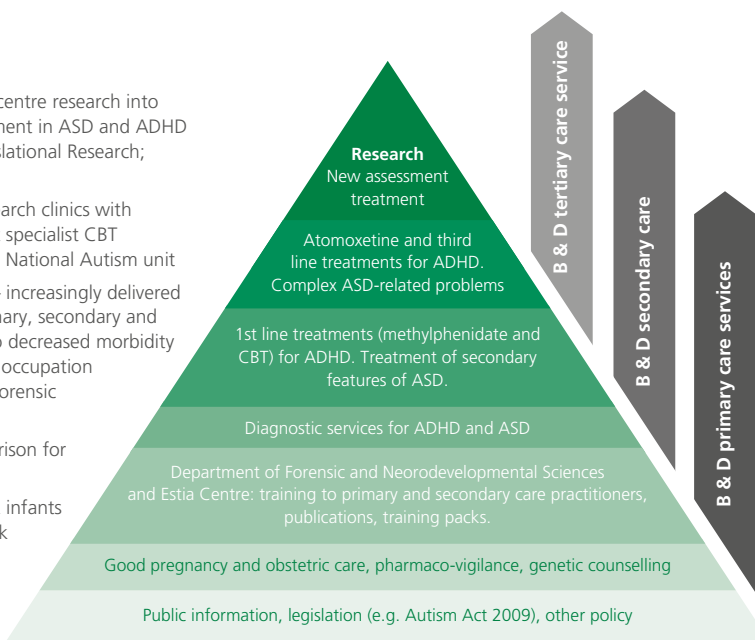 centre research into
ment in ASD and ADHD
slational Research;
earch clinics with
specialist CBT
National Autism unit
increasingly delivered
mary, secondary and
o decreased morbidity
occupation
orensic
rison for
infants
k
Research
New assessment
treatment
Atomoxetine and third
line treatments for ADHD.
Complex ASD-related problems
1st line treatments (methylphenidate and
CBT) for ADHD. Treatment of secondary
features of ASD.
Diagnostic services for ADHD and ASD
Department of Forensic and Neorodevelopmental Sciences
and Estia Centre: training to primary and secondary care practitioners,
publications, training packs.
Good pregnancy and obstetric care, pharmaco-vigilance, genetic counselling
Public information, legislation (e.g. Autism Act 2009), other policy
B & D tertiary care service
B & D secondary care
B & D primary care services